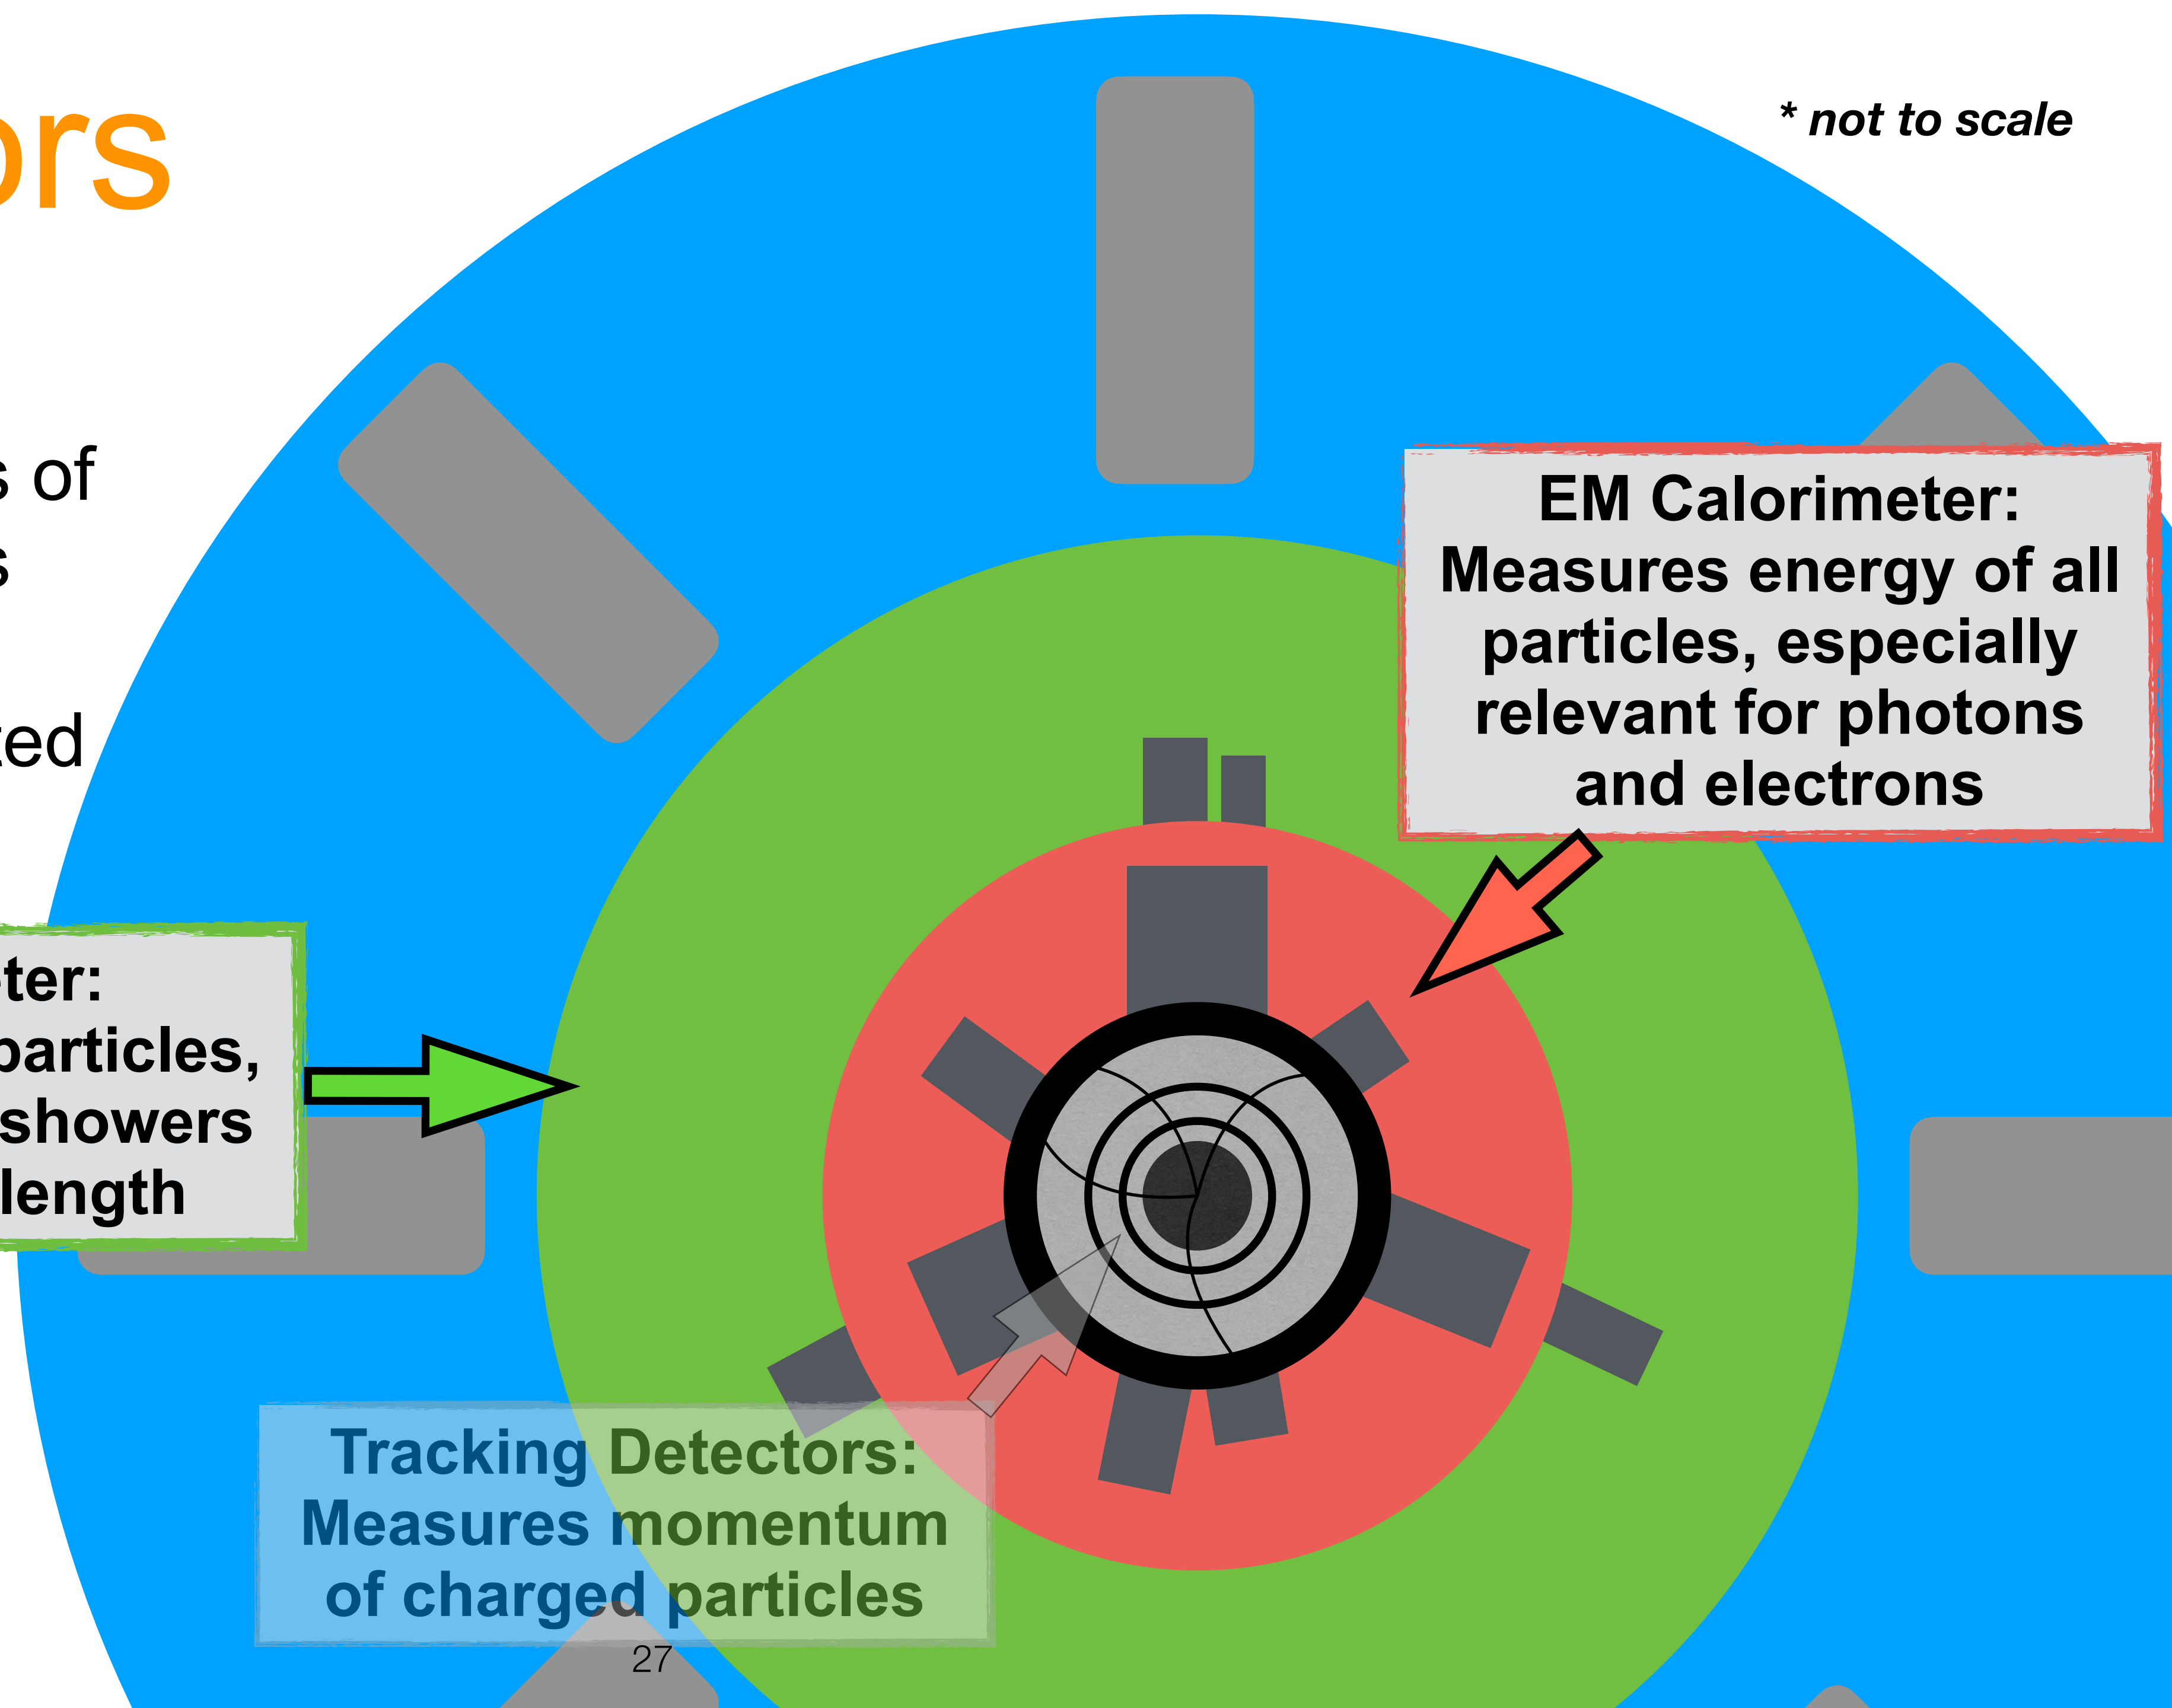 ors
* not to scale
s of
s
ted
EM Calorimeter:
Measures energy of all
particles, especially
relevant for photons
and electrons
ter:
particles,
showers
length
Tracking Detectors:
Measures momentum
of charged particles
27